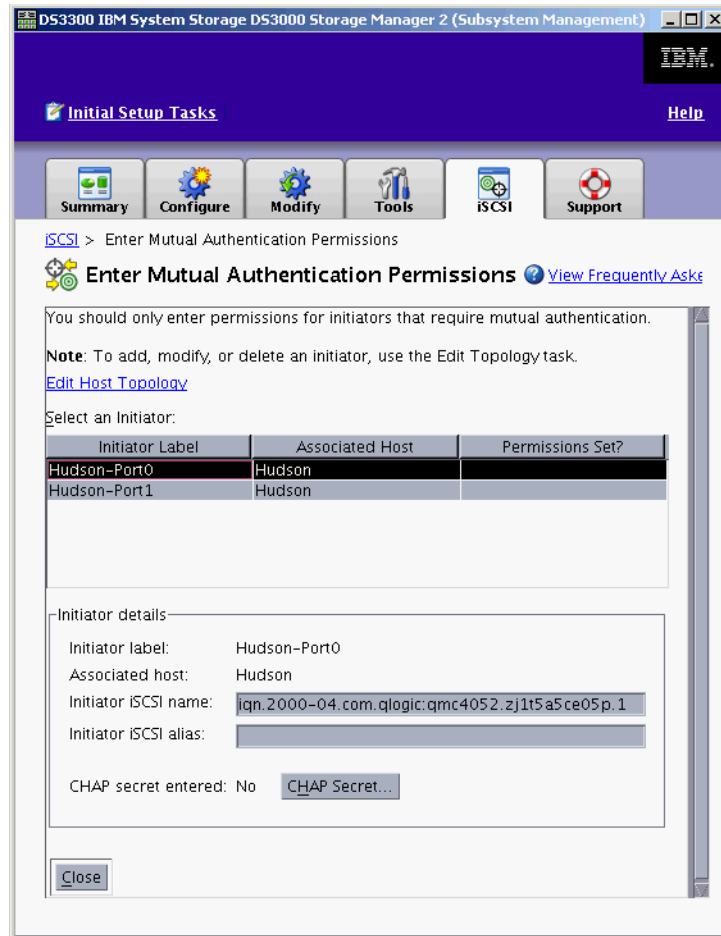 DS3300 IBM System Storage DS3000 Storage Manager 2 (Subsystem Management)
IBM.
Initial Setup Tasks Help
Summary Configure Modify Tools iSCSI Support
iSCSI > Enter Mutual Authentication Permissions
Enter Mutual Authentication Permissions ? View Frequently Aske
You should only enter permissions for initiators that require mutual authentication.
Note: To add, modify, or delete an initiator, use the Edit Topology task.
Edit Host Topology
Select an Initiator:
Initiator Label Associated Host Permissions Set?
Hudson-Port0 Hudson
Hudson-Port1 Hudson
Initiator details
Initiator label: Hudson-Port0
Associated host: Hudson
Initiator iSCSI name: iqn.2000-04.com.qlogic:qmc4052.zj1t5a5ce05p.1
Initiator iSCSI alias:
CHAP secret entered: No CHAP Secret...
Close